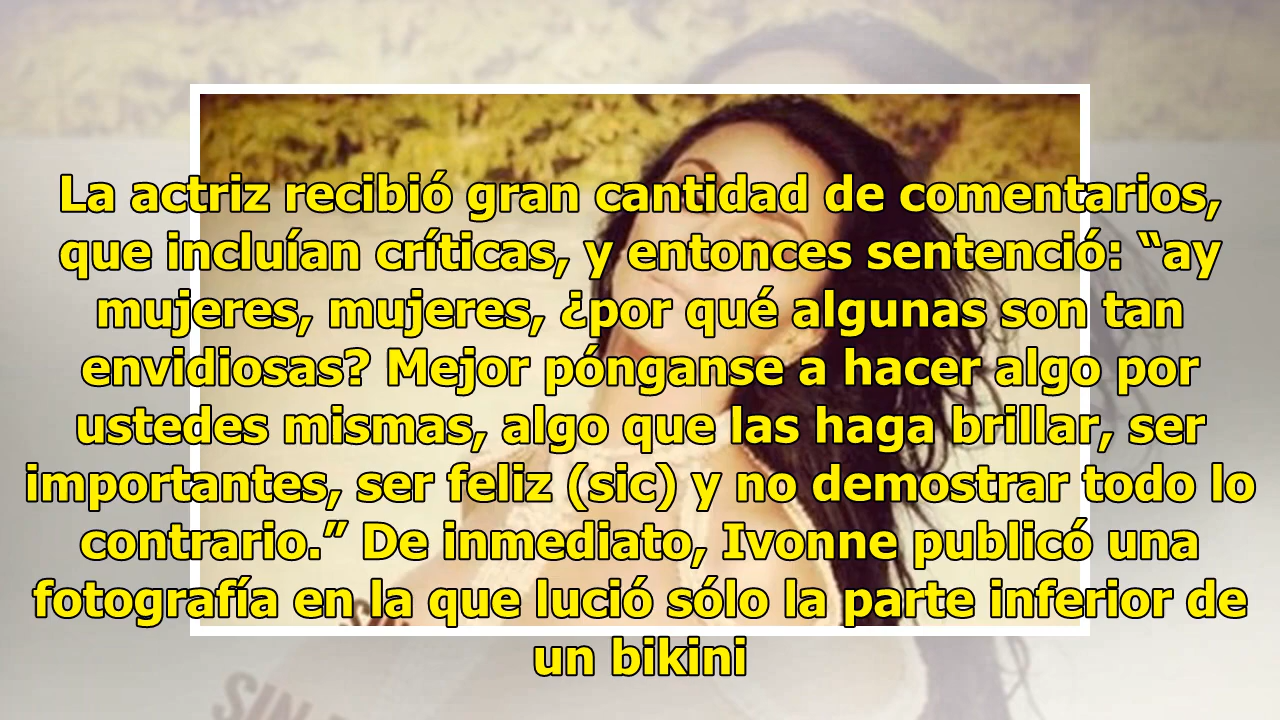 La actriz recibió gran cantidad de comentarios,
que incluían críticas, y entonces sentenció: “ay
mujeres, mujeres, ¿por qué algunas son tan
envidiosas? Mejor pónganse a hacer algo por
ustedes mismas, algo que las haga brillar, ser
importantes, ser feliz (sic) y no demostrar todo lo
contrario.” De inmediato, Ivonne publicó una
fotografía en la que lució sólo la parte inferior de
un bikini
SIN